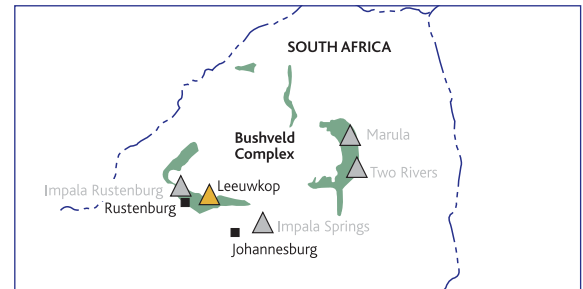 SOUTH AFRICA
Bushveld
Complex
Marula
Two Rivers
Impala Rustenburg
Leeuwkop
Rustenburg
Impala Springs
Johannesburg